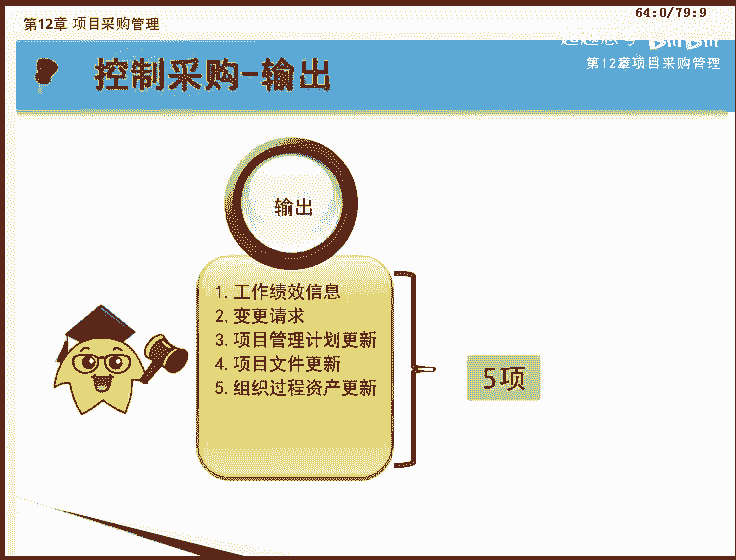 第12章 项目采购管理
64:0/79:9
第12章项目采购管理
控制采购-输出
输出
1. 工作绩效信息
2. 变更请求
3. 项目管理计划更新
4. 项目文件更新
5. 组织过程资产更新
5项